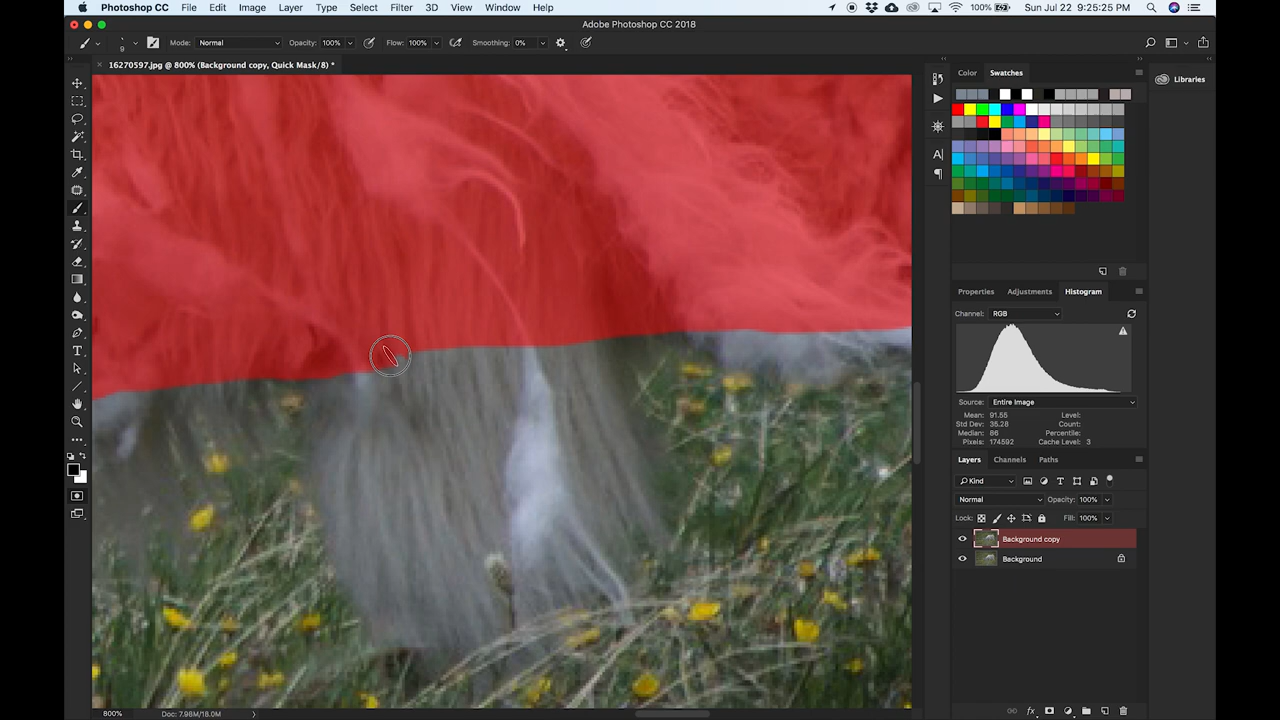 Photoshop CC File Edit Image Layer Type Select Filter 3D View Window Help 100% Sun Jul 22 9:25:25 PM
Adobe Photoshop CC 2018
9 Mode: Normal Opacity: 100% Flow: 100% Smoothing: 0%
16270597.jpg @ 800% (Background copy, Quick Mask/8) *
Color Swatches
Libraries
Properties Adjustments Histogram
Channel: RGB
Source: Entire Image
Mean: 91.55 Level:
Std Dev: 35.28 Count:
Median: 86 Percentile:
Pixels: 174592 Cache Level: 3
Layers Channels Paths
Kind
Normal Opacity: 100%
Lock: Fill: 100%
Background copy
Background
800% Doc: 7.98M/18.0M